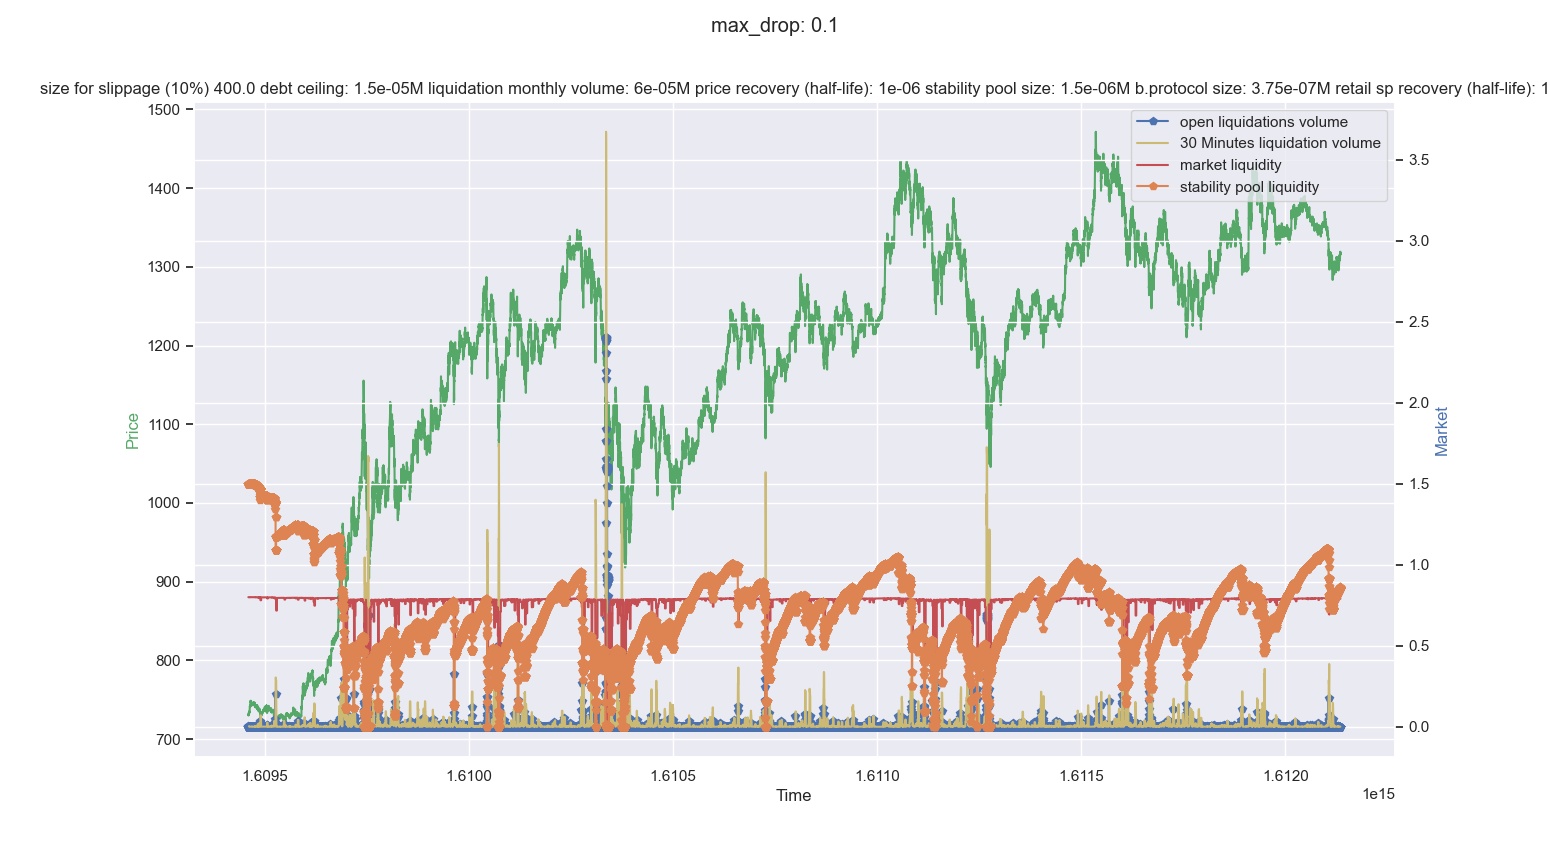 max_drop: 0.1
size for slippage (10%) 400.0 debt ceiling: 1.5e-05M liquidation monthly volume: 6e-05M price recovery (half-life): 1e-06 stability pool size: 1.5e-06M b.protocol size: 3.75e-07M retail sp recovery (half-life): 1
open liquidations volume
30 Minutes liquidation volume
market liquidity
stability pool liquidity
1500
1400
1300
1200
1100
1000
900
800
700
Price
3.5
3.0
2.5
2.0
1.5
1.0
0.5
0.0
Market
1.6095
1.6100
1.6105
1.6110
1.6115
1.6120
1e15
Time